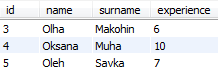 id name surname experience
3 Olha Makohin 6
4 Oksana Muha 10
5 Oleh Savka 7